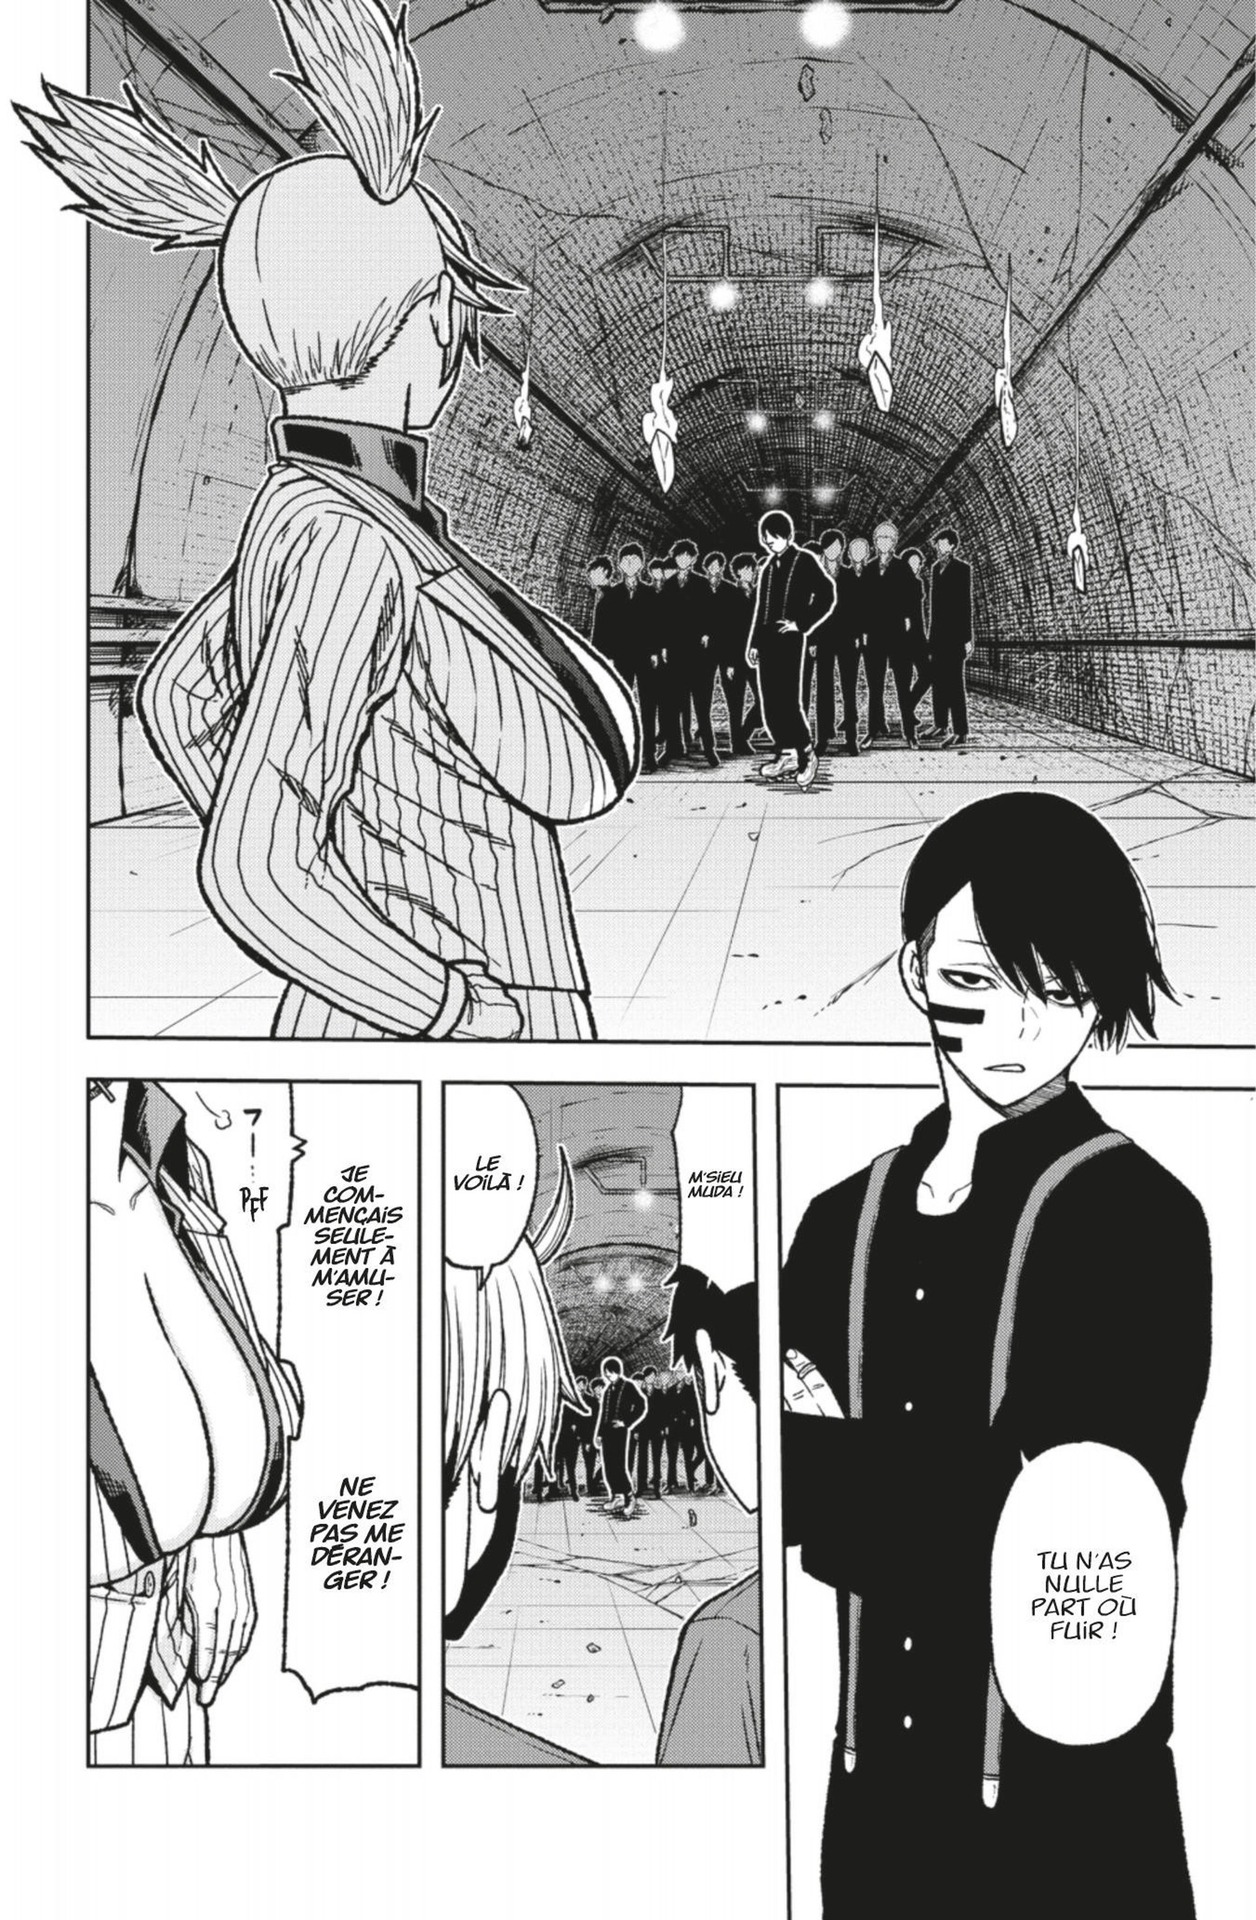 TU N'AS
NULLE
PART OÙ
FUIR !
M'SIEU
MUDA !
LE
VOILÀ !
JE
COM-
MENÇAIS
SEULE-
MENT À
M'AMU-
SER !
NE
VENEZ
PAS ME
DÉRAN-
GER !
PFF